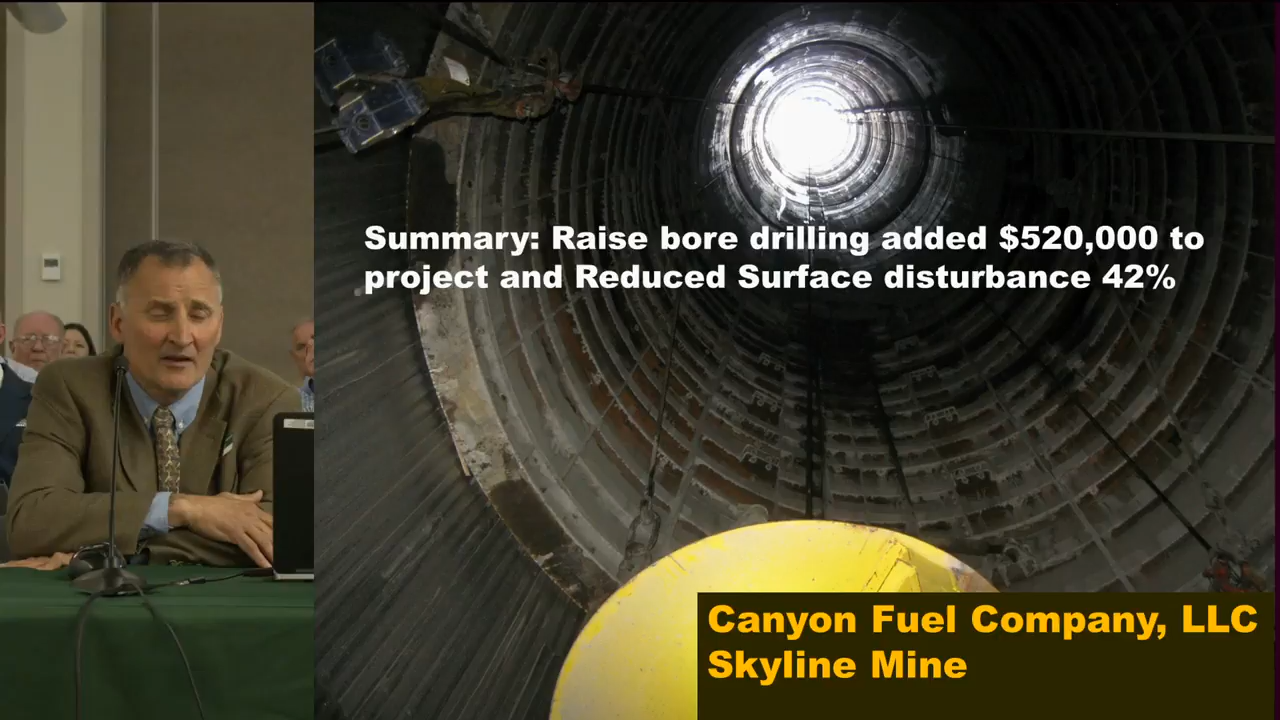 Summary: Raise bore drilling added $520,000 to
project and Reduced Surface disturbance 42%
Canyon Fuel Company, LLC
Skyline Mine